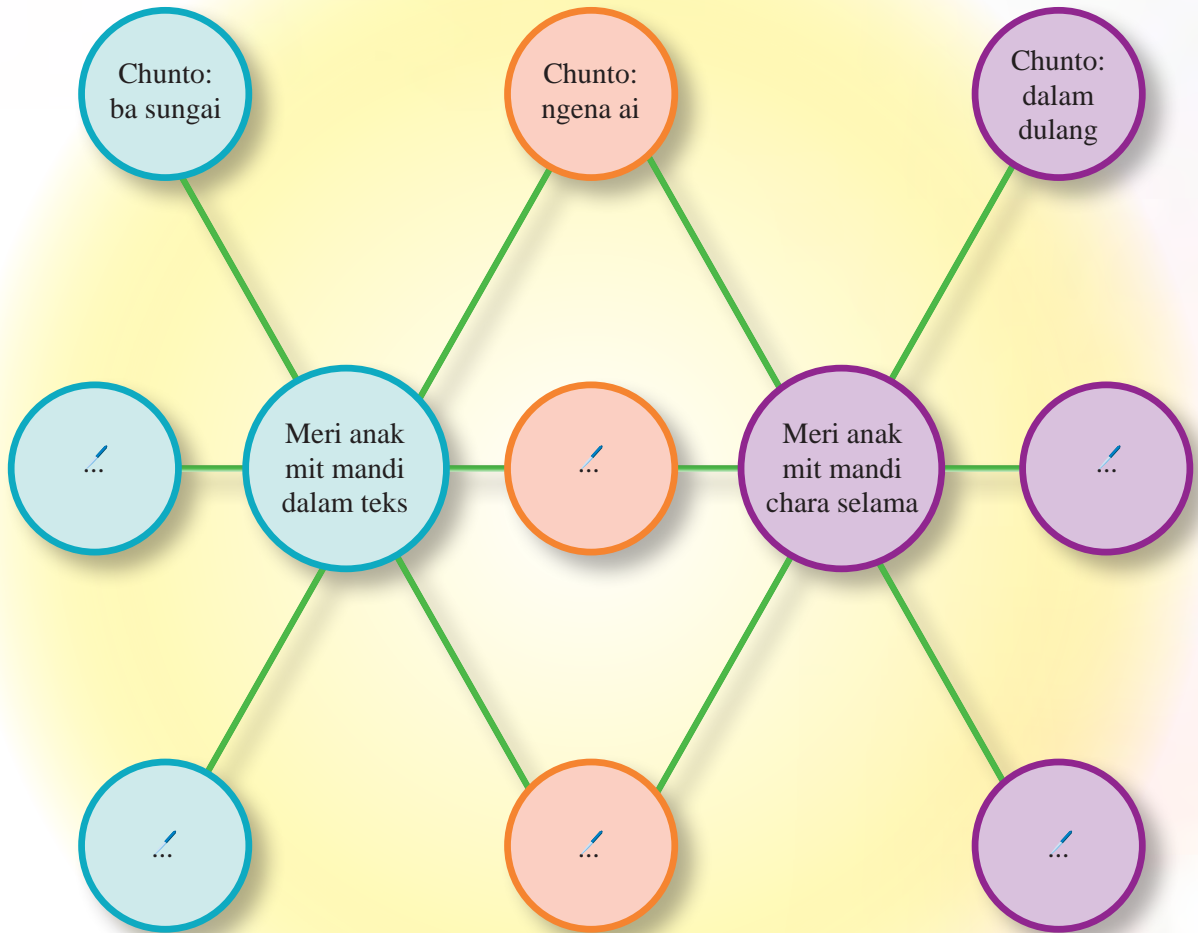 Chunto:
ba sungai
Chunto:
ngena ai
Chunto:
dalam
dulang
...
Meri anak
mit mandi
dalam teks
...
Meri anak
mit mandi
chara selama
...
...
...
...